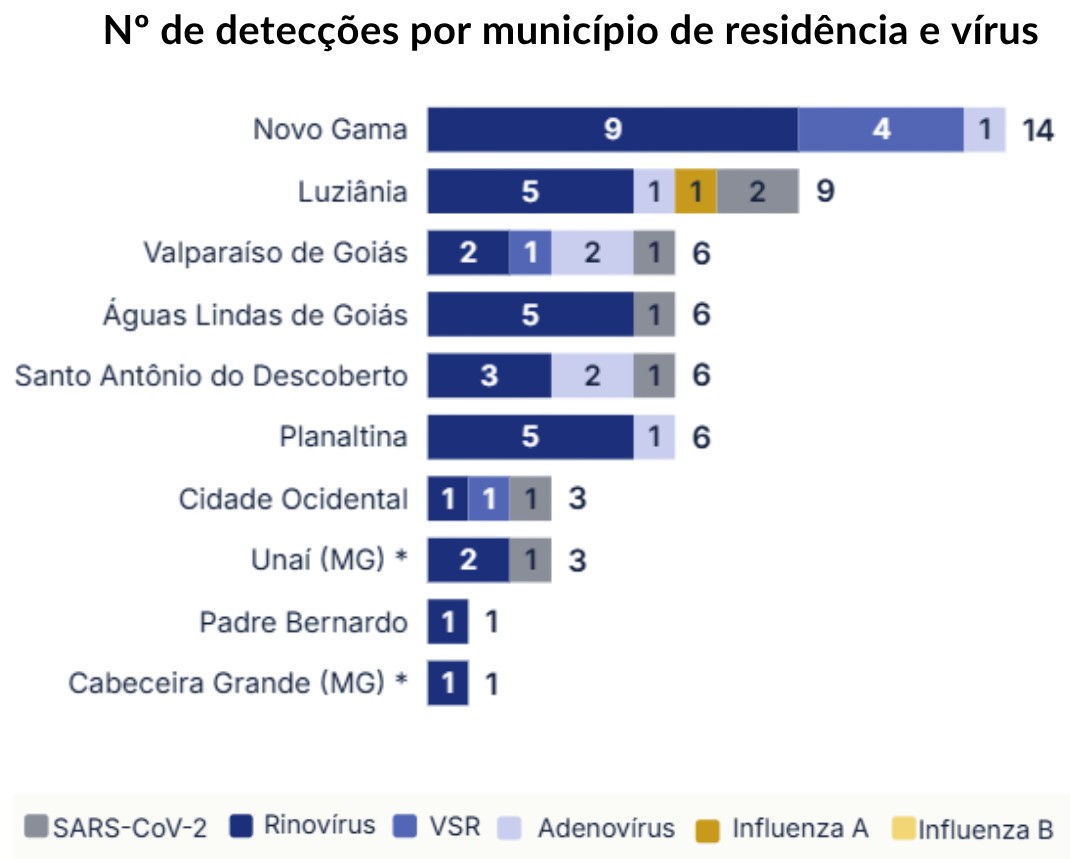 Nº de detecções por município de residência e vírus
Novo Gama 9 4 1 14
Luziânia 5 1 1 2 9
Valparaíso de Goiás 2 1 2 1 6
Águas Lindas de Goiás 5 1 6
Santo Antônio do Descoberto 3 2 1 6
Planaltina 5 1 6
Cidade Ocidental 1 1 1 3
Unaí (MG) * 2 1 3
Padre Bernardo 1 1
Cabeceira Grande (MG) * 1 1
SARS-CoV-2 Rinovírus VSR Adenovírus Influenza A Influenza B